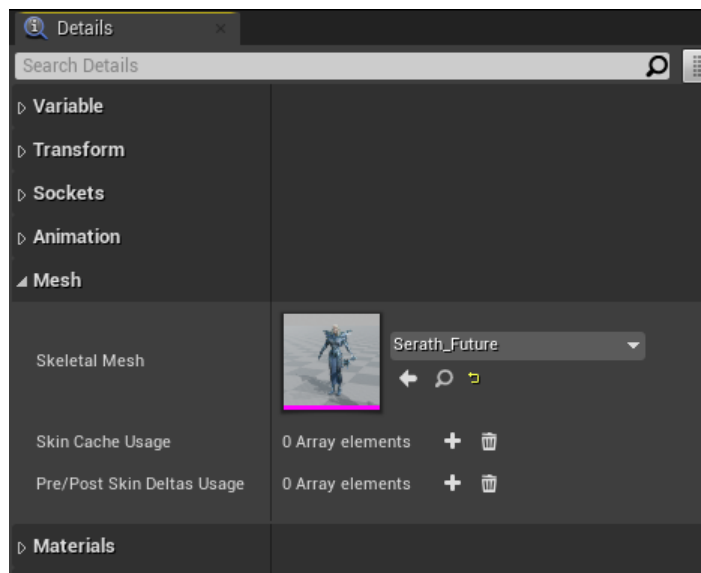 Details
Search Details
Variable
Transform
Sockets
Animation
Mesh
Skeletal Mesh
Serath_Future
Skin Cache Usage 0 Array elements
Pre/Post Skin Deltas Usage 0 Array elements
Materials